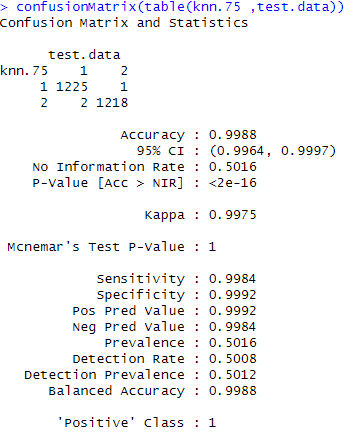 > confusionMatrix(table(knn.75 ,test.data))
Confusion Matrix and Statistics
test.data
knn.75 1 2
1 1225 1
2 2 1218
Accuracy : 0.9988
95% CI : (0.9964, 0.9997)
No Information Rate : 0.5016
P-Value [Acc > NIR] : <2e-16
Kappa : 0.9975
Mcnemar's Test P-Value : 1
Sensitivity : 0.9984
Specificity : 0.9992
Pos Pred Value : 0.9992
Neg Pred Value : 0.9984
Prevalence : 0.5016
Detection Rate : 0.5008
Detection Prevalence : 0.5012
Balanced Accuracy : 0.9988
'Positive' Class : 1